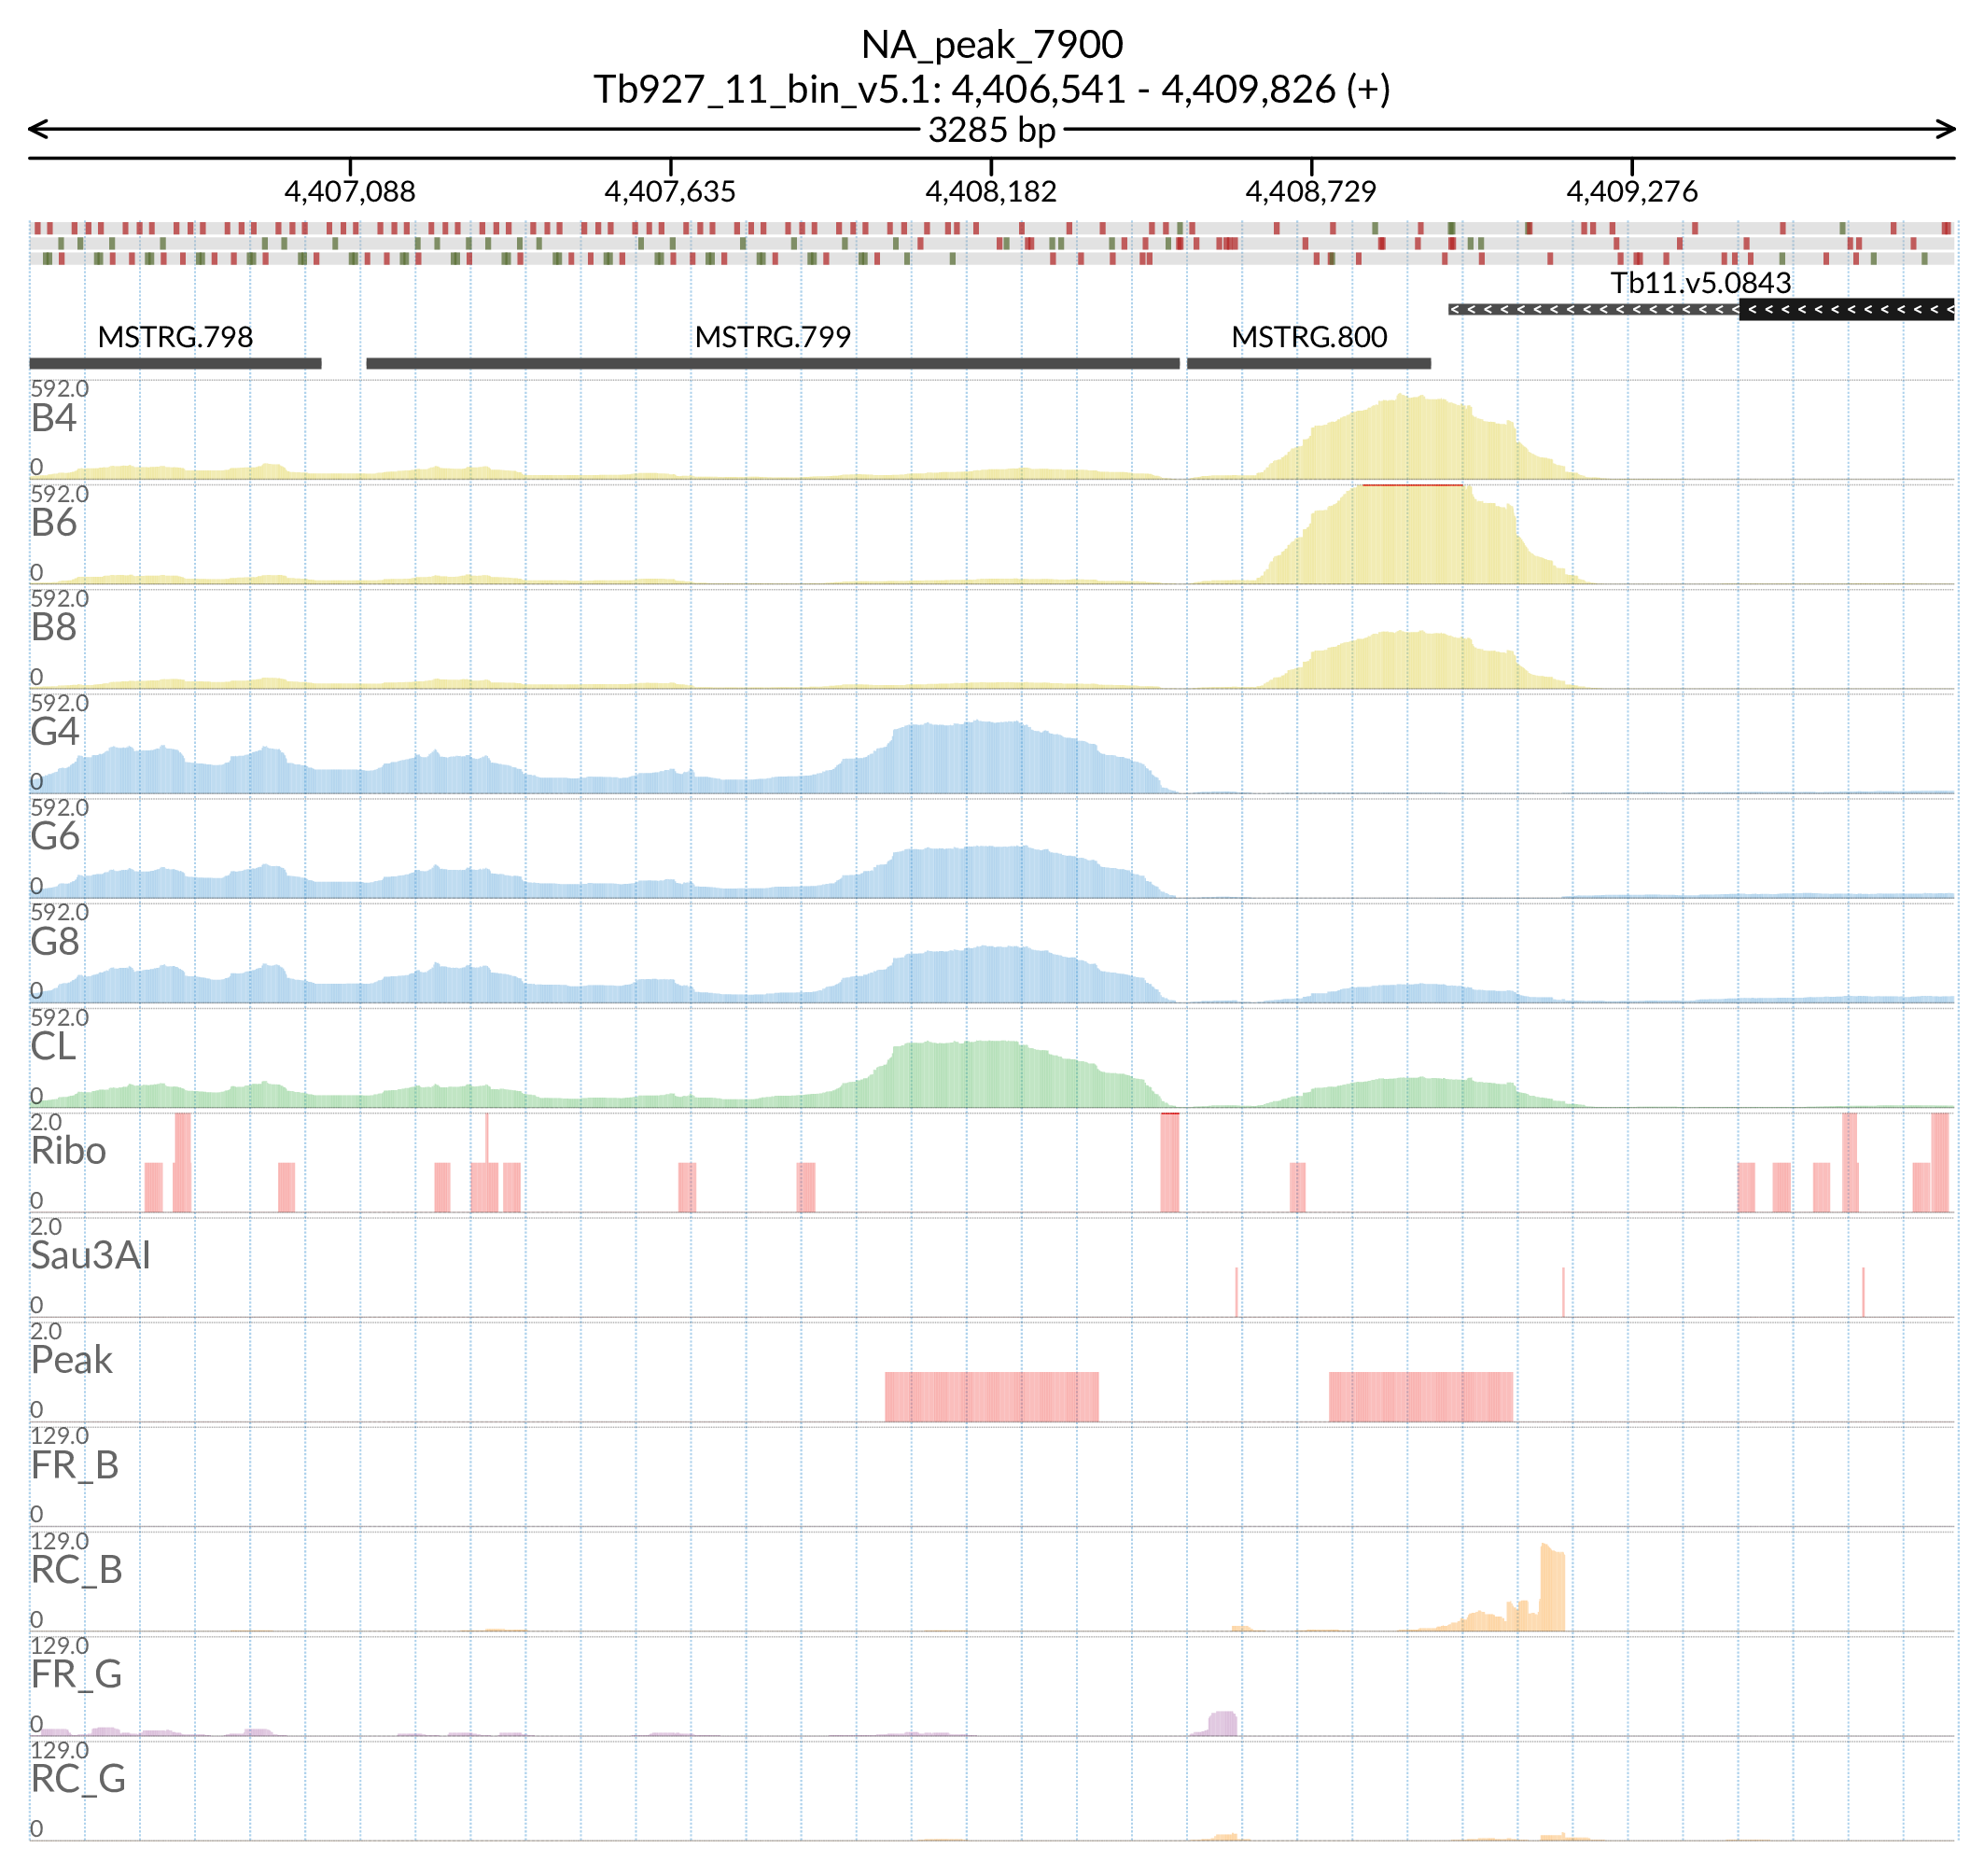 NA_peak_7900
Tb927_11_bin_v5.1: 4,406,541 - 4,409,826 (+)
3285 bp
4,407,088 4,407,635 4,408,182 4,408,729 4,409,276
Tb11.v5.0843
MSTRG.798 MSTRG.799 MSTRG.800
592.0
B4
0
592.0
B6
0
592.0
B8
0
592.0
G4
0
592.0
G6
0
592.0
G8
0
592.0
CL
0
2.0
Ribo
0
2.0
Sau3AI
0
2.0
Peak
0
129.0
FR_B
0
129.0
RC_B
0
129.0
FR_G
0
129.0
RC_G
0